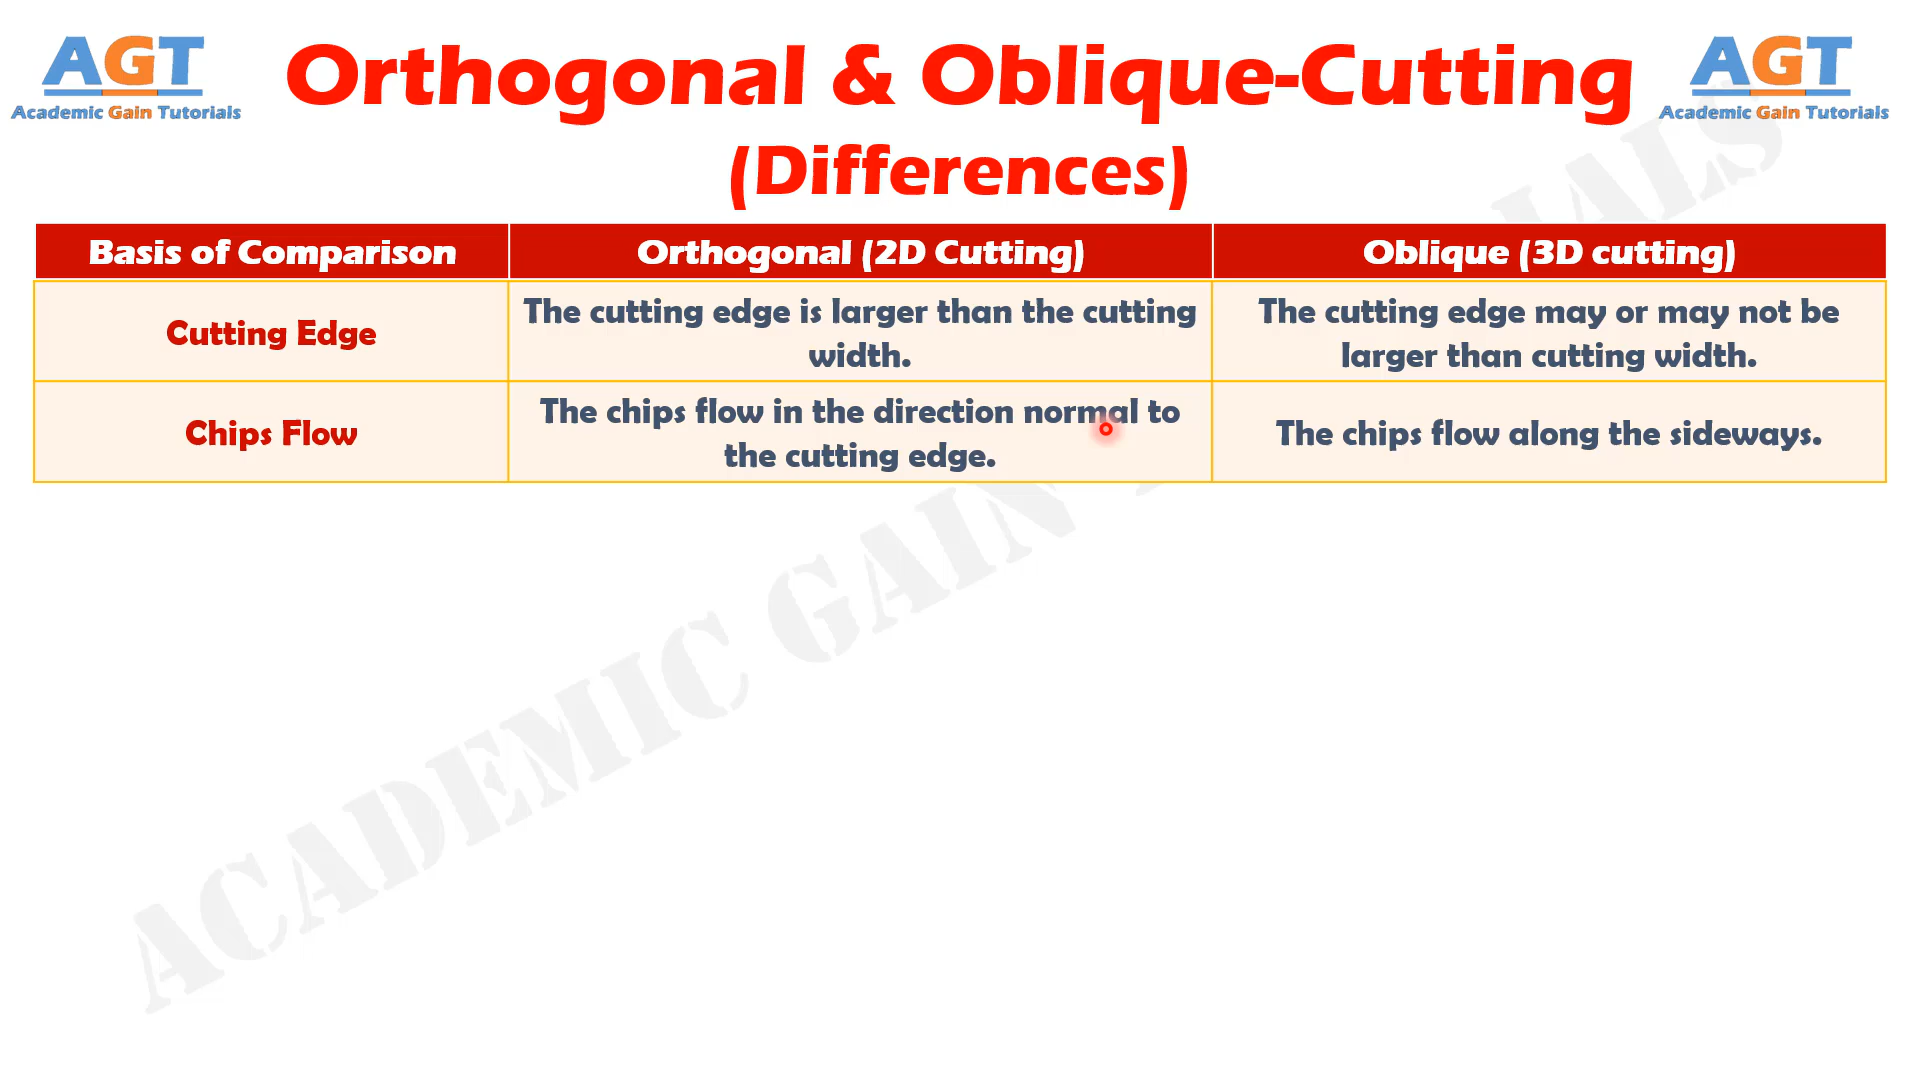 AGT
Academic Gain Tutorials
Orthogonal & Oblique-Cutting
(Differences)
AGT
Academic Gain Tutorials
Basis of Comparison
Orthogonal (2D Cutting)
Oblique (3D cutting)
Cutting Edge
The cutting edge is larger than the cutting
width.
The cutting edge may or may not be
larger than cutting width.
Chips Flow
The chips flow in the direction normal to
the cutting edge.
The chips flow along the sideways.
ACADEMIC GAIN